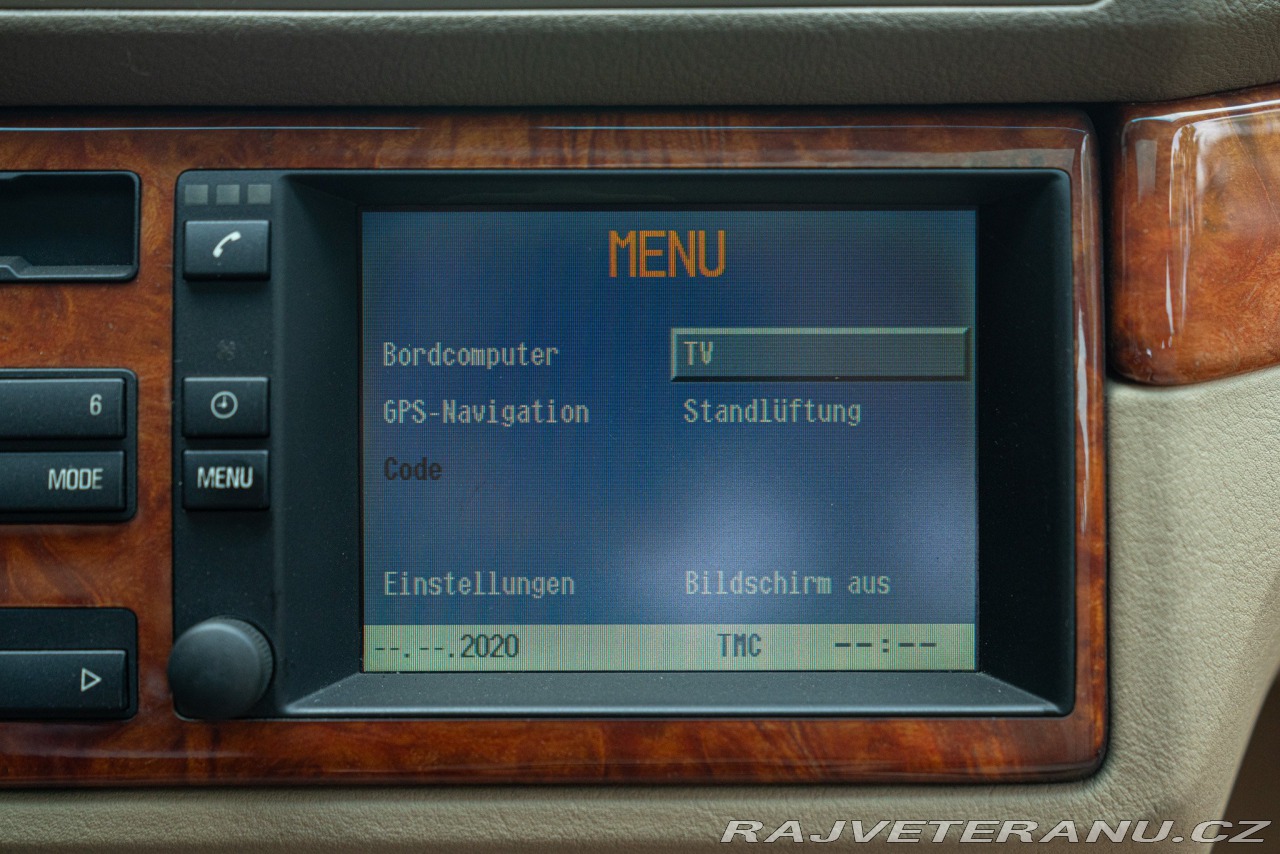 MENU
Bordcomputer
TV
GPS-Navigation
Standlüftung
Code
Einstellungen
Bildschirm aus
--.--.2020
TMC
--:--
6
MODE
MENU
RAJVETERANU.CZ